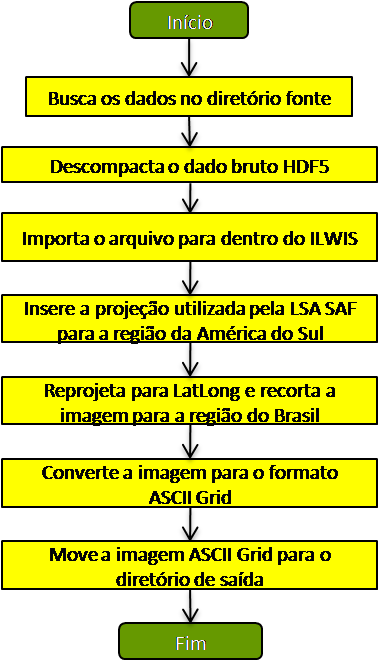 Início
Busca os dados no diretório fonte
Descompacta o dado bruto HDF5
Importa o arquivo para dentro do ILWIS
Insere a projeção utilizada pela LSA SAF
para a região da América do Sul
Reprojeta para LatLong e recorta a
imagem para a região do Brasil
Converte a imagem para o formato
ASCII Grid
Move a imagem ASCII Grid para o
diretório de saída
Fim